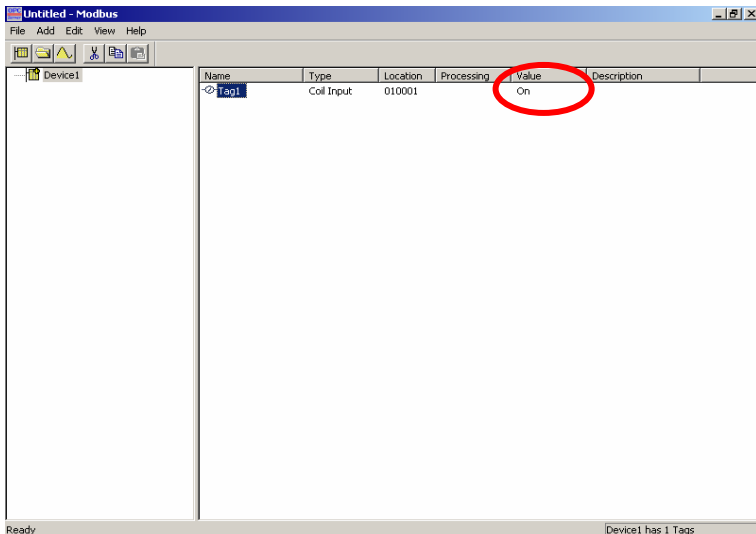 OPC Untitled - Modbus
File Add Edit View Help
Device1
Name Type Location Processing Value Description
Tag1 Coil Input 010001 On
Ready Device1 has 1 Tags